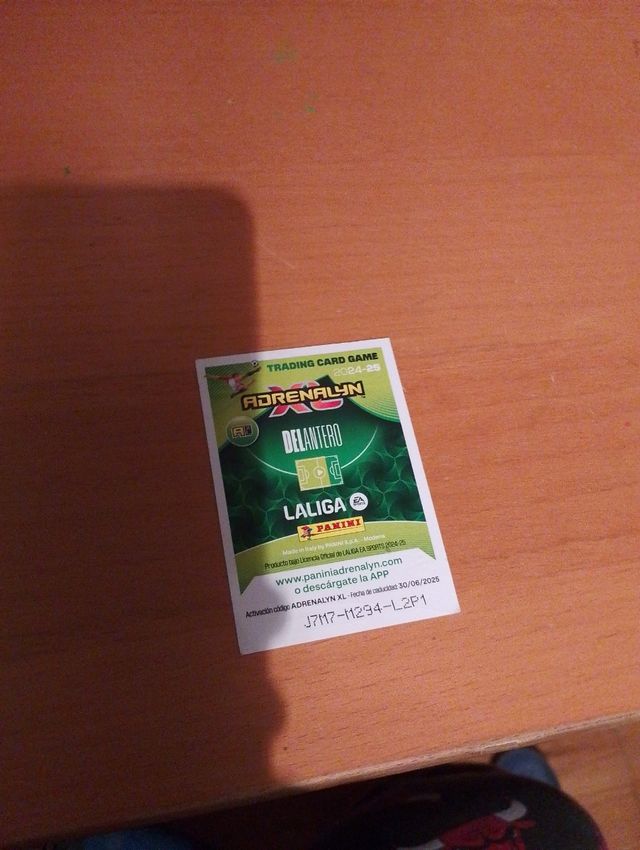 TRADING CARD GAME
2024-25
ADRENALYN
XL
DELANTERO
LALIGA
EA
SPORTS
PANINI
Made in Italy by PANINI S.p.A. - Modena
Producto bajo Licencia Oficial de LALIGA EA SPORTS 2024-25
www.paniniadrenalyn.com
o descárgate la APP
Activación código ADRENALYN XL - Fecha de caducidad: 30/06/2025
J7M7-M294-L2P1